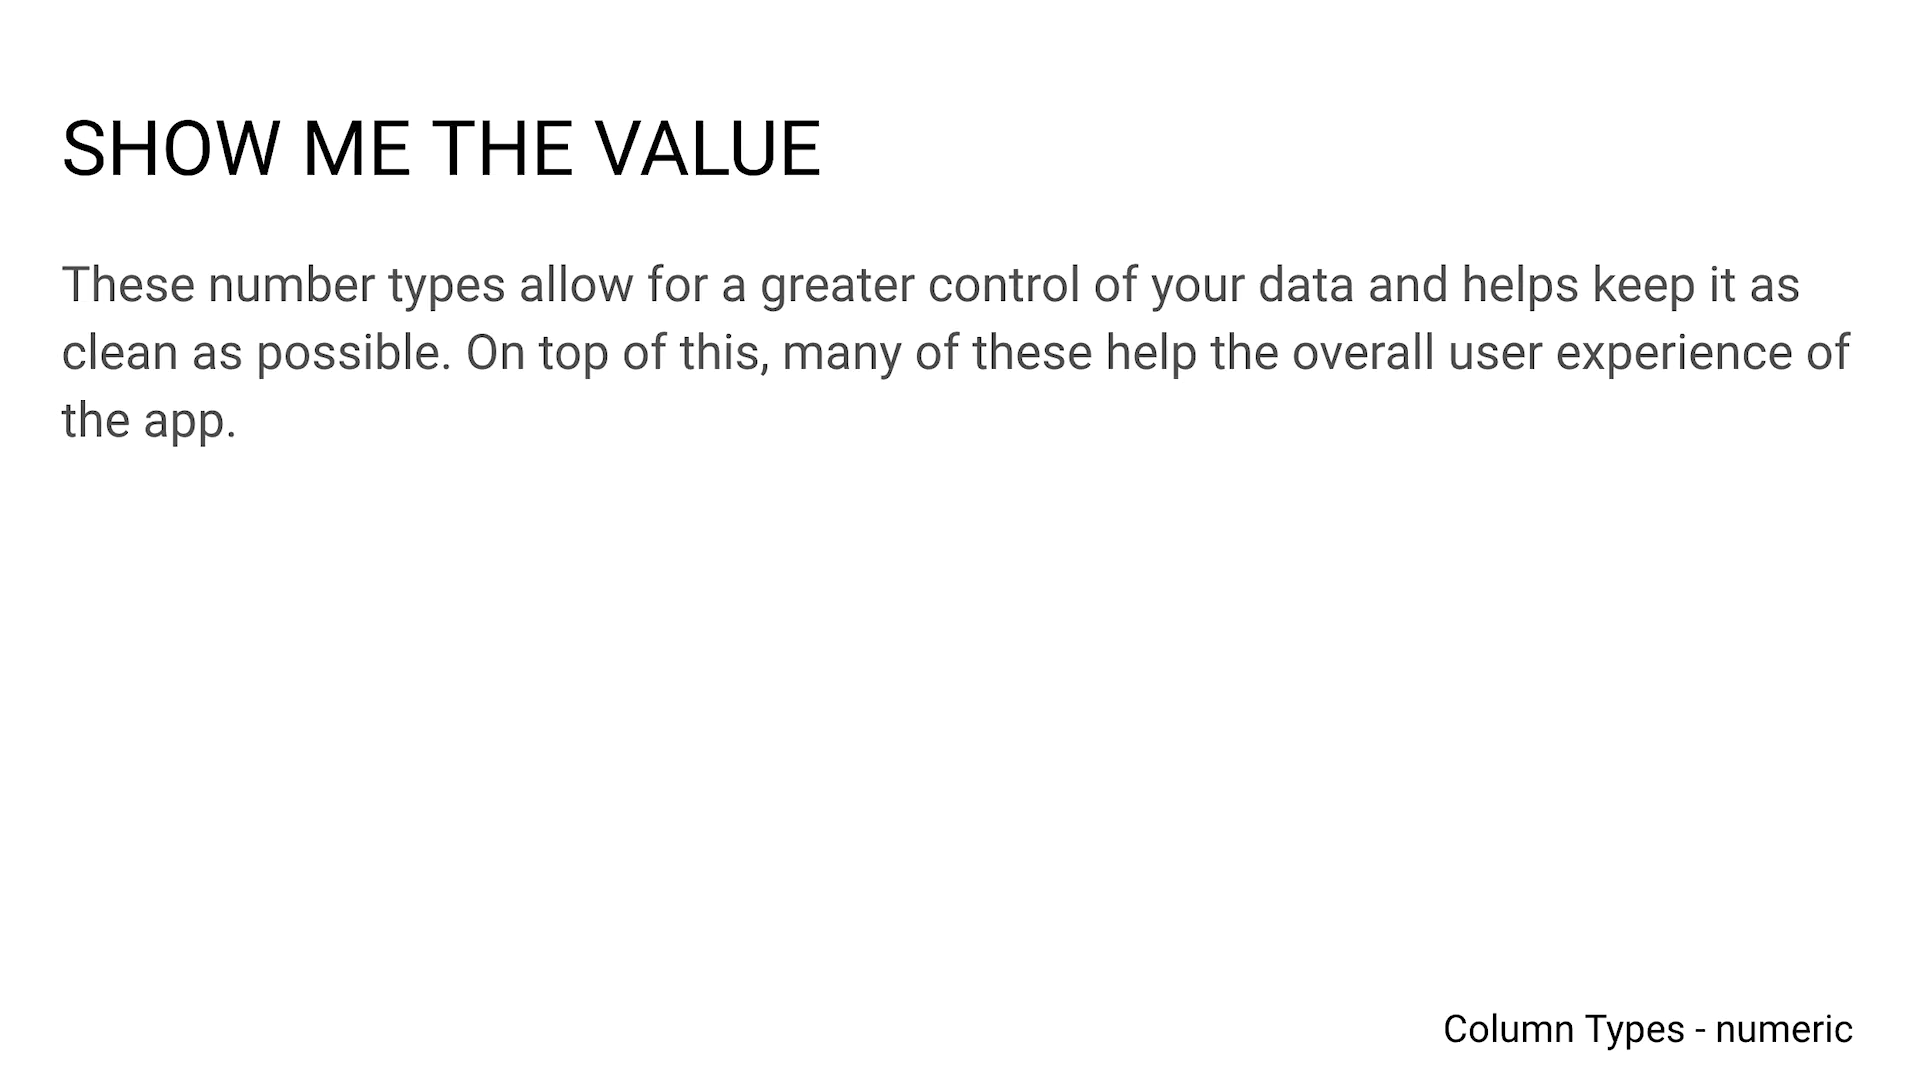 SHOW ME THE VALUE
These number types allow for a greater control of your data and helps keep it as
clean as possible. On top of this, many of these help the overall user experience of
the app.
Column Types - numeric